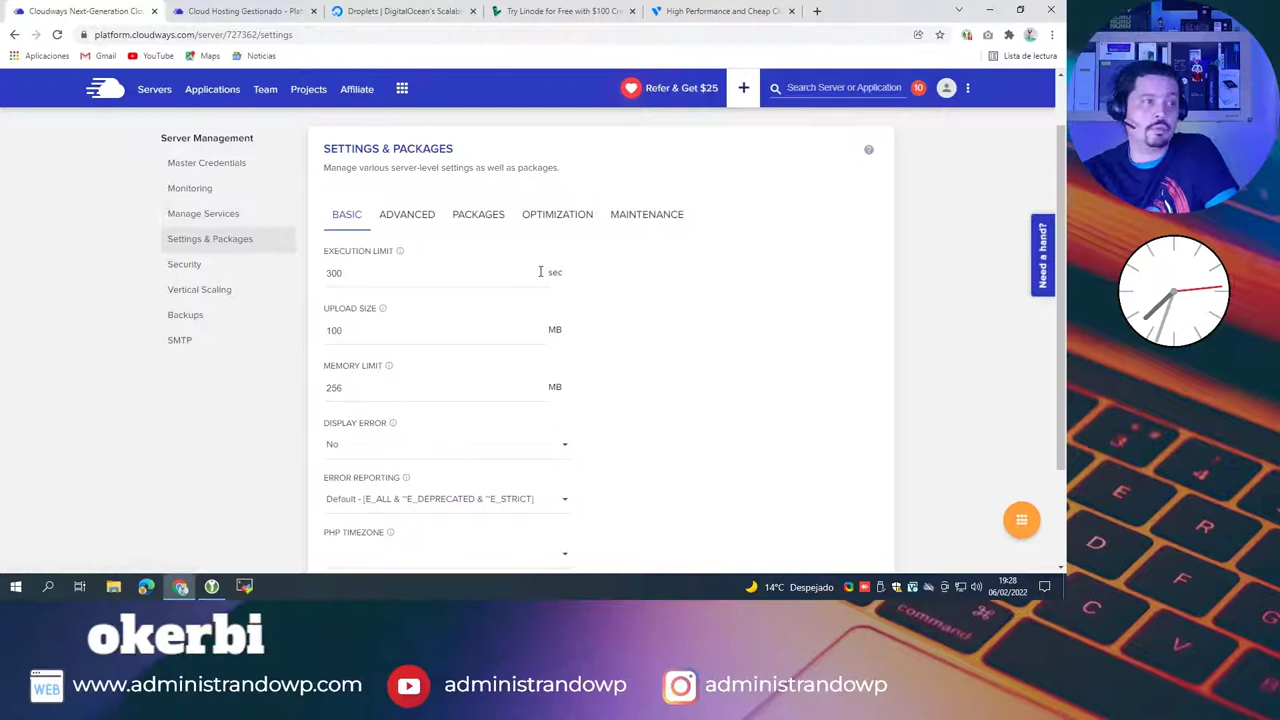 Cloudways Next-Generation Clo
Cloud Hosting Gestionado - Plat
Droplets | DigitalOcean's Scalab
Try Linode for Free with $100 Cre
High Performance and Cheap Clo
platform.cloudways.com/server/727362/settings
Aplicaciones
Gmail
YouTube
Maps
Noticias
Lista de lectura
Servers
Applications
Team
Projects
Affiliate
Refer & Get $25
+
Search Server or Application
10
Server Management
Master Credentials
Monitoring
Manage Services
Settings & Packages
Security
Vertical Scaling
Backups
SMTP
SETTINGS & PACKAGES
Manage various server-level settings as well as packages.
BASIC
ADVANCED
PACKAGES
OPTIMIZATION
MAINTENANCE
EXECUTION LIMIT
300 sec
UPLOAD SIZE
100 MB
MEMORY LIMIT
256 MB
DISPLAY ERROR
No
ERROR REPORTING
Default - [E_ALL & ~E_DEPRECATED & ~E_STRICT]
PHP TIMEZONE
Need a hand?
14°C Despejado
19:28
06/02/2022
okerbi
WEB www.administrandowp.com
administrandowp
administrandowp
command
3
4
E
R
D
F
C
V